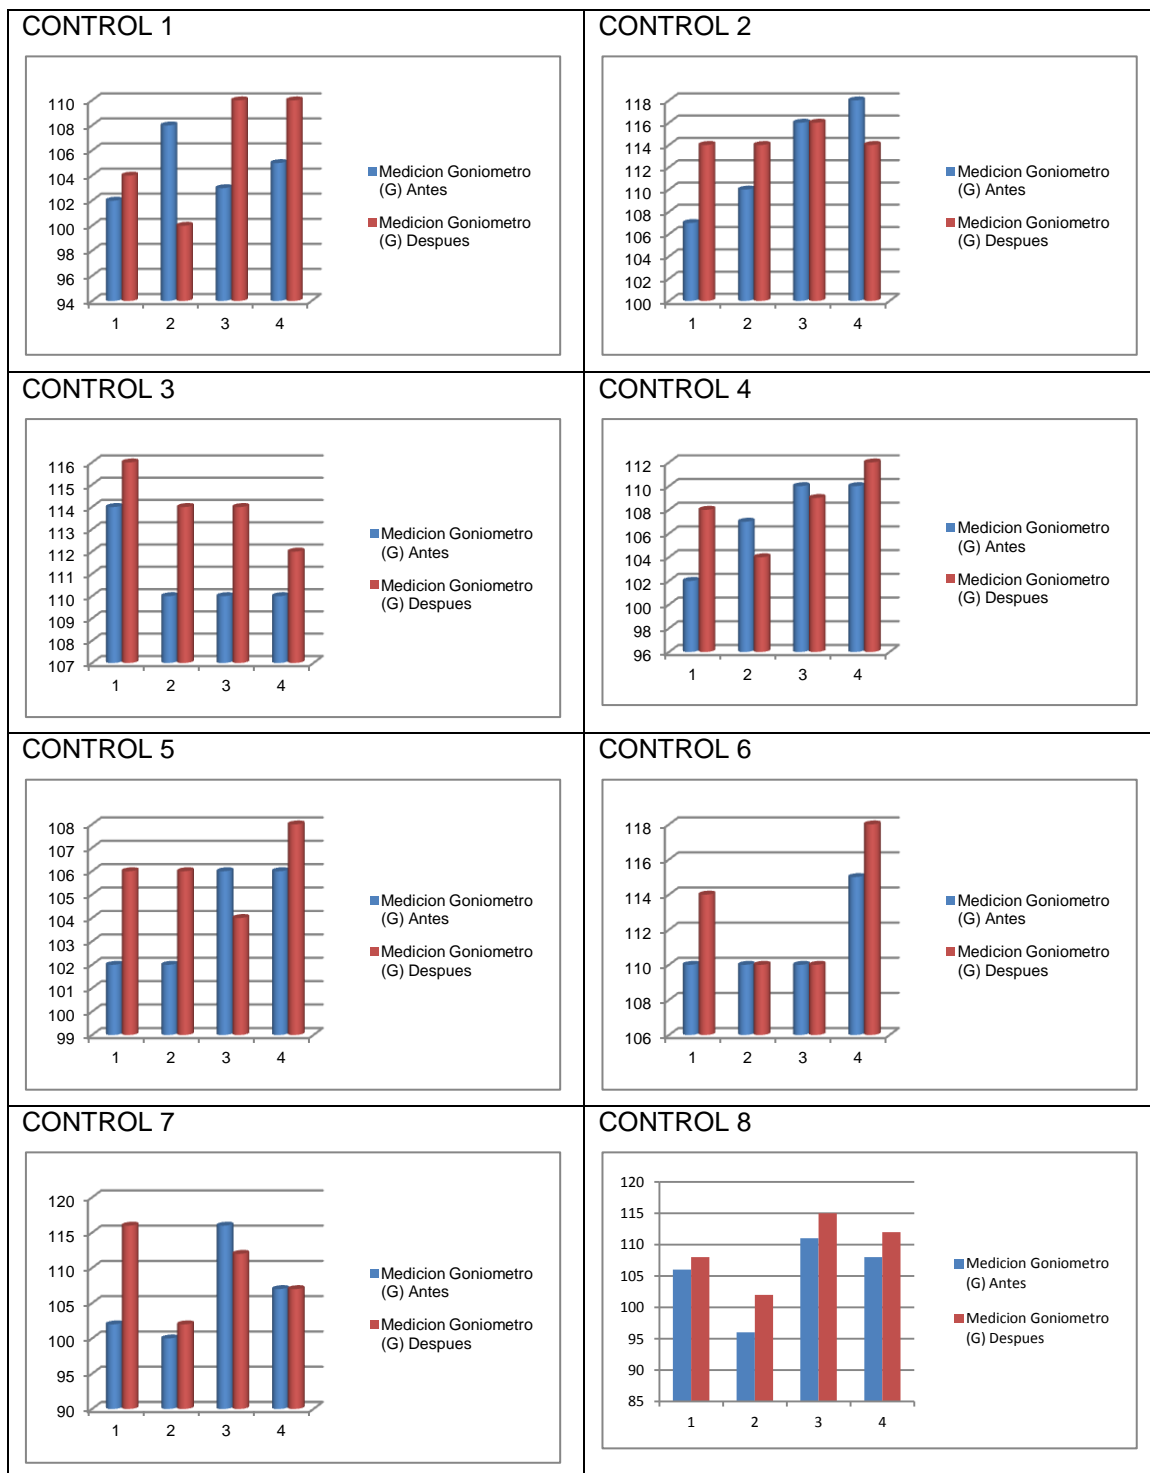 CONTROL 1
110
108
106
104
102
100
98
96
94
1 2 3 4
Medicion Goniometro
(G) Antes
Medicion Goniometro
(G) Despues
CONTROL 2
118
116
114
112
110
108
106
104
102
100
1 2 3 4
Medicion Goniometro
(G) Antes
Medicion Goniometro
(G) Despues
CONTROL 3
116
115
114
113
112
111
110
109
108
107
1 2 3 4
Medicion Goniometro
(G) Antes
Medicion Goniometro
(G) Despues
CONTROL 4
112
110
108
106
104
102
100
98
96
1 2 3 4
Medicion Goniometro
(G) Antes
Medicion Goniometro
(G) Despues
CONTROL 5
108
107
106
105
104
103
102
101
100
99
1 2 3 4
Medicion Goniometro
(G) Antes
Medicion Goniometro
(G) Despues
CONTROL 6
118
116
114
112
110
108
106
1 2 3 4
Medicion Goniometro
(G) Antes
Medicion Goniometro
(G) Despues
CONTROL 7
120
115
110
105
100
95
90
1 2 3 4
Medicion Goniometro
(G) Antes
Medicion Goniometro
(G) Despues
CONTROL 8
120
115
110
105
100
95
90
85
1 2 3 4
Medicion Goniometro
(G) Antes
Medicion Goniometro
(G) Despues